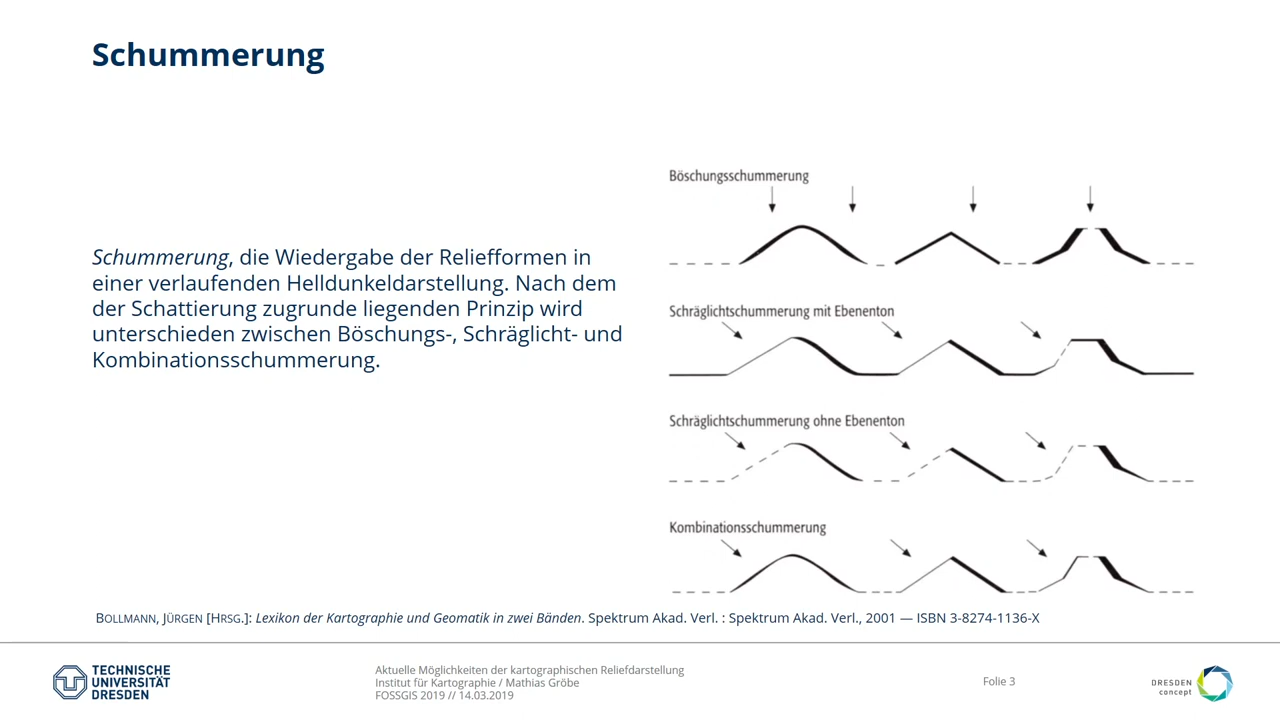 Schummerung
Schummerung, die Wiedergabe der Reliefformen in
einer verlaufenden Helldunkeldarstellung. Nach dem
der Schattierung zugrunde liegenden Prinzip wird
unterschieden zwischen Böschungs-, Schräglicht- und
Kombinationsschummerung.
Böschungsschummerung
Schräglichtschummerung mit Ebenenton
Schräglichtschummerung ohne Ebenenton
Kombinationsschummerung
BOLLMANN, JÜRGEN [HRSG.]: Lexikon der Kartographie und Geomatik in zwei Bänden. Spektrum Akad. Verl. : Spektrum Akad. Verl., 2001 — ISBN 3-8274-1136-X
TECHNISCHE
UNIVERSITÄT
DRESDEN
Aktuelle Möglichkeiten der kartographischen Reliefdarstellung
Institut für Kartographie / Mathias Gröbe
FOSSGIS 2019 // 14.03.2019
Folie 3
DRESDEN
concept